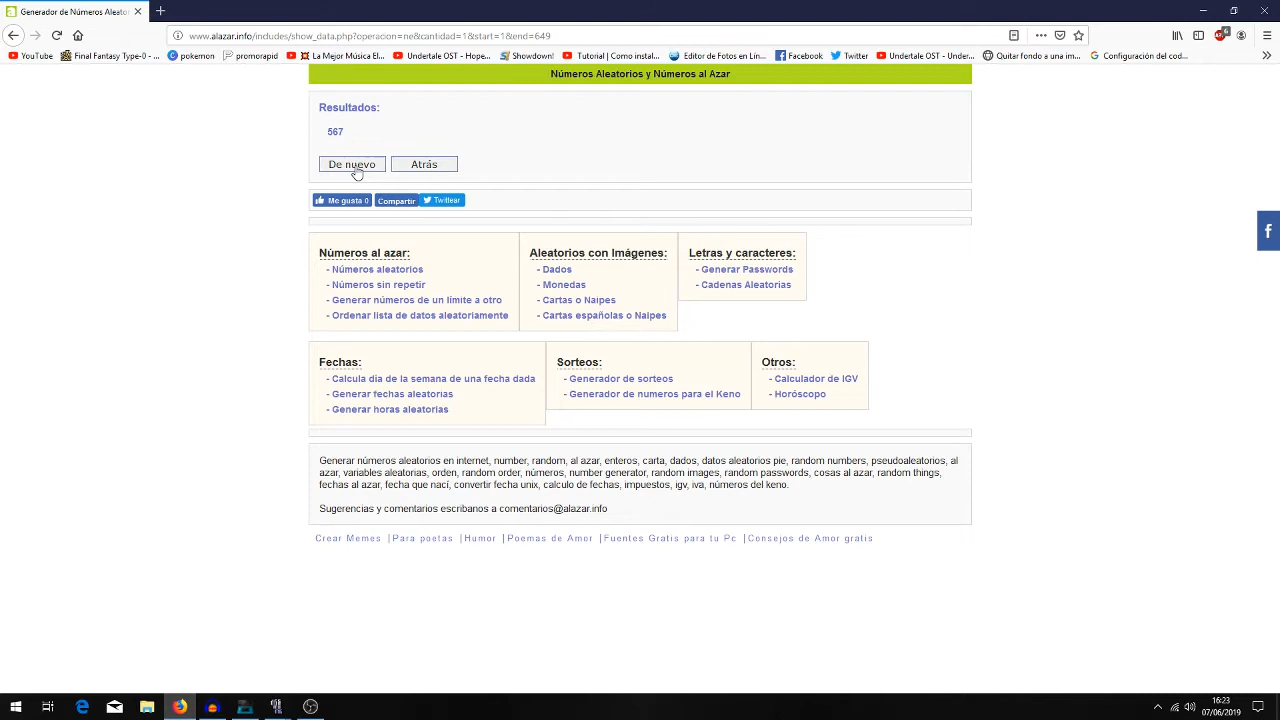 Generador de Números Aleator
www.alazar.info/includes/show_data.php?operacion=ne&cantidad=1&start=1&end=649
6
YouTube
Final Fantasy Type-0 -...
pokemon
promorapid
La Mejor Música El...
Undertale OST - Hope...
Showdown!
Tutorial | Como instal...
Editor de Fotos en Lín...
Facebook
Twitter
Undertale OST - Under...
Quitar fondo a una im...
Configuración del cod...
Números Aleatorios y Números al Azar
Resultados:
567
De nuevo Atrás
Me gusta 0 Compartir Twittear
f
Números al azar:
- Números aleatorios
- Números sin repetir
- Generar números de un límite a otro
- Ordenar lista de datos aleatoriamente
Aleatorios con Imágenes:
- Dados
- Monedas
- Cartas o Naipes
- Cartas españolas o Naipes
Letras y caracteres:
- Generar Passwords
- Cadenas Aleatorias
Fechas:
- Calcula día de la semana de una fecha dada
- Generar fechas aleatorias
- Generar horas aleatorias
Sorteos:
- Generador de sorteos
- Generador de numeros para el Keno
Otros:
- Calculador de IGV
- Horóscopo
Generar números aleatorios en internet, number, random, al azar, enteros, carta, dados, datos aleatorios pie, random numbers, pseudoaleatorios, al
azar, variables aleatorias, orden, random order, números, number generator, random images, random passwords, cosas al azar, random things,
fechas al azar, fecha que nací, convertir fecha unix, calculo de fechas, impuestos, igv, iva, números del keno.
Sugerencias y comentarios escribanos a comentarios@alazar.info
Crear Memes | Para poetas | Humor | Poemas de Amor | Fuentes Gratis para tu Pc | Consejos de Amor gratis
16:23
07/06/2019